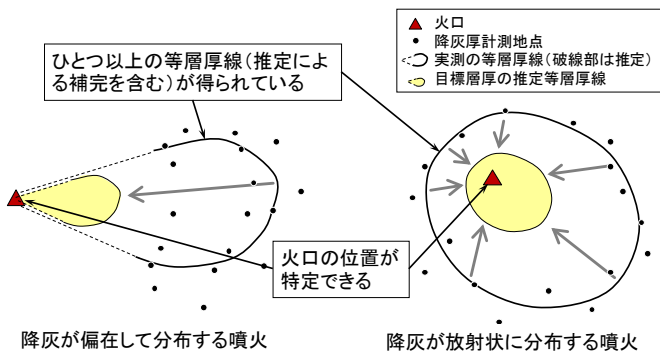 火口
降灰厚計測地点
実測の等層厚線(破線部は推定)
目標層厚の推定等層厚線
ひとつ以上の等層厚線(推定によ
る補完を含む)が得られている
火口の位置が
特定できる
降灰が偏在して分布する噴火
降灰が放射状に分布する噴火